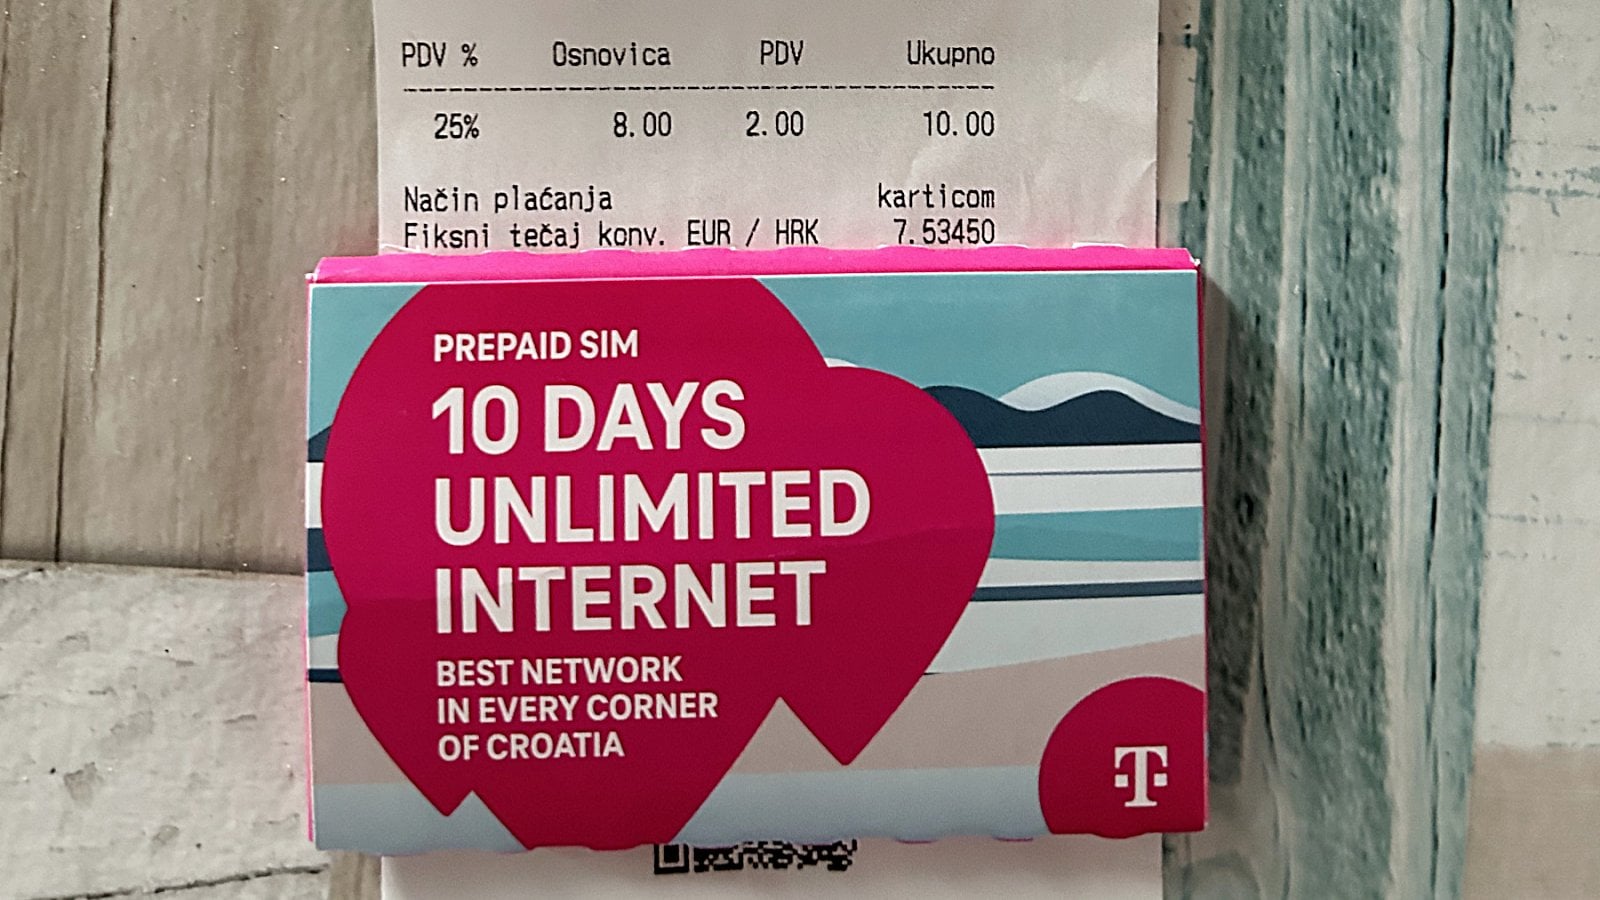 PDV % Osnovica PDV Ukupno
25% 8.00 2.00 10.00
Način plaćanja karticom
Fiksni tečaj konv. EUR / HRK 7.53450
PREPAID SIM
10 DAYS
UNLIMITED
INTERNET
BEST NETWORK
IN EVERY CORNER
OF CROATIA
T